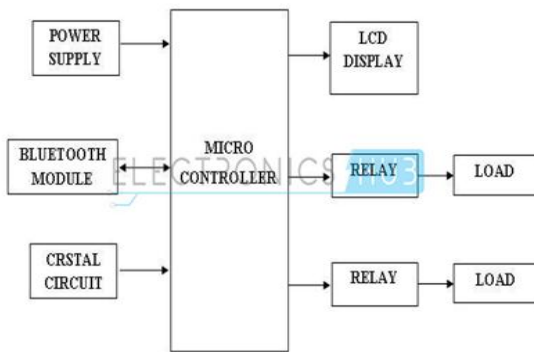 POWER
SUPPLY
LCD
DISPLAY
BLUETOOTH
MODULE
MICRO
CONTROLLER
RELAY
LOAD
ELECTRONICS HUB
CRSTAL
CIRCUIT
RELAY
LOAD